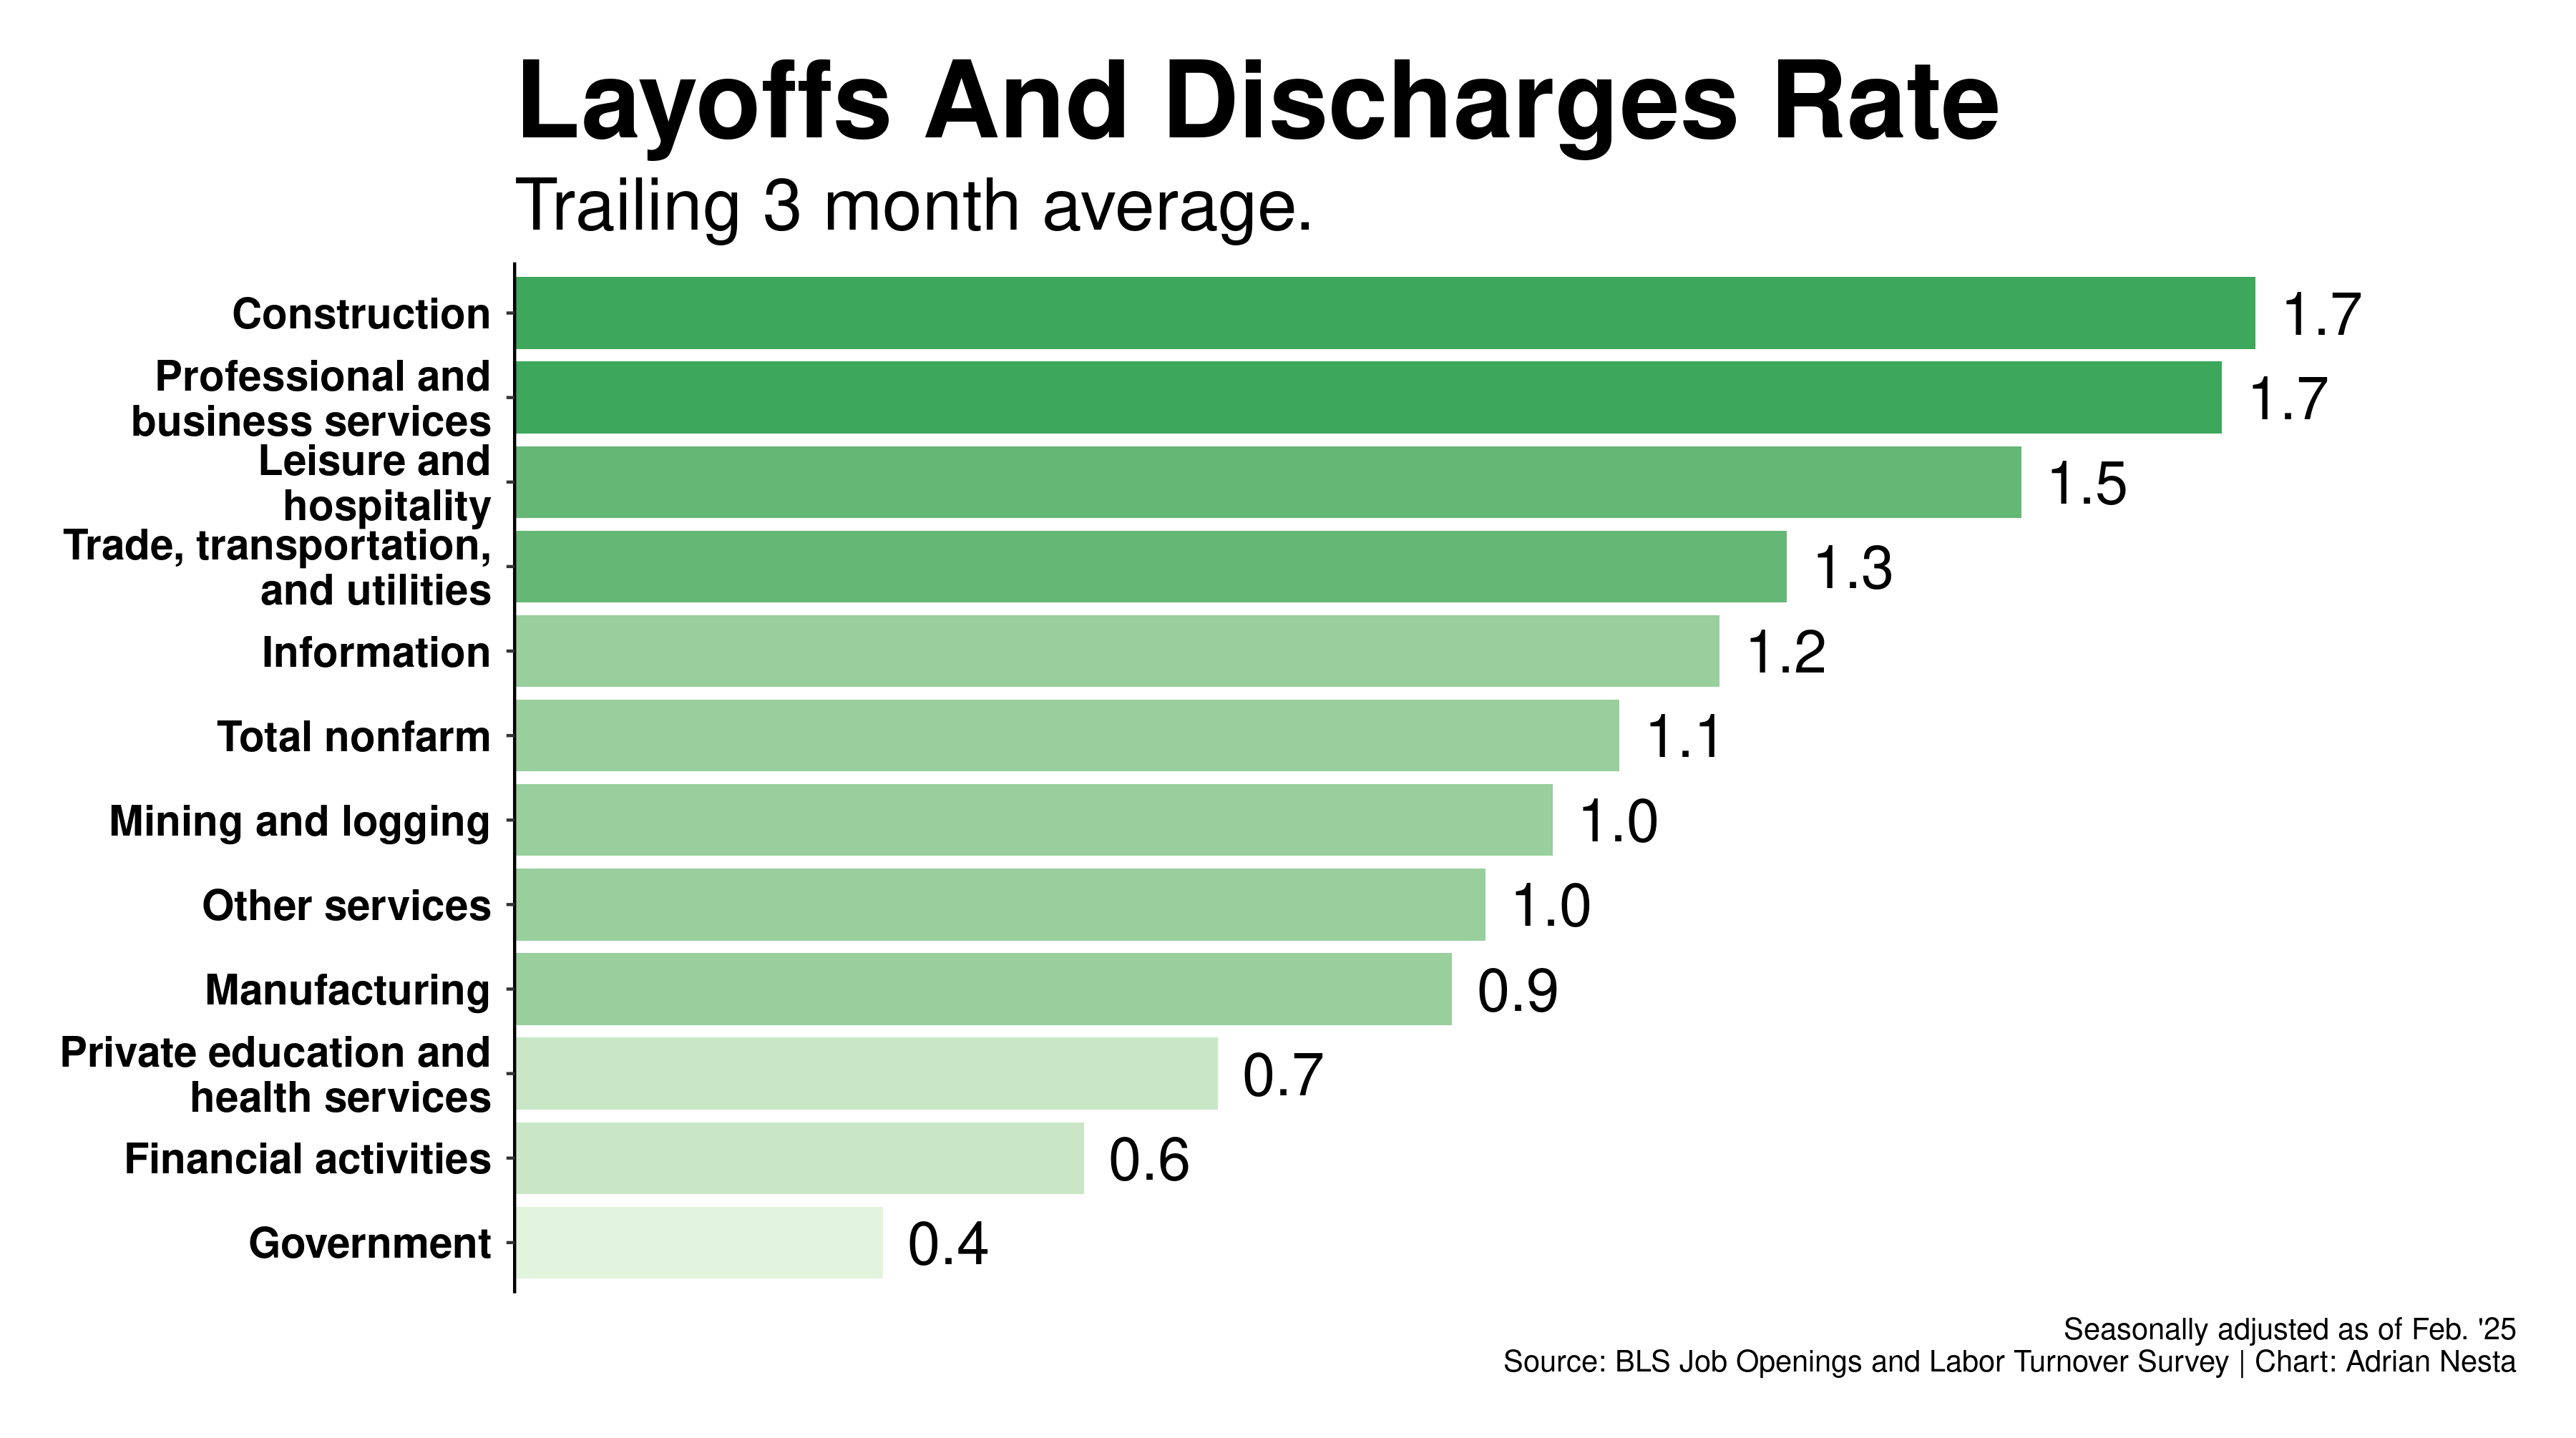 Layoffs And Discharges Rate
Trailing 3 month average.
Construction
1.7
Professional and
business services
1.7
Leisure and
hospitality
1.5
Trade, transportation,
and utilities
1.3
Information
1.2
Total nonfarm
1.1
Mining and logging
1.0
Other services
1.0
Manufacturing
0.9
Private education and
health services
0.7
Financial activities
0.6
Government
0.4
Seasonally adjusted as of Feb. '25
Source: BLS Job Openings and Labor Turnover Survey | Chart: Adrian Nesta